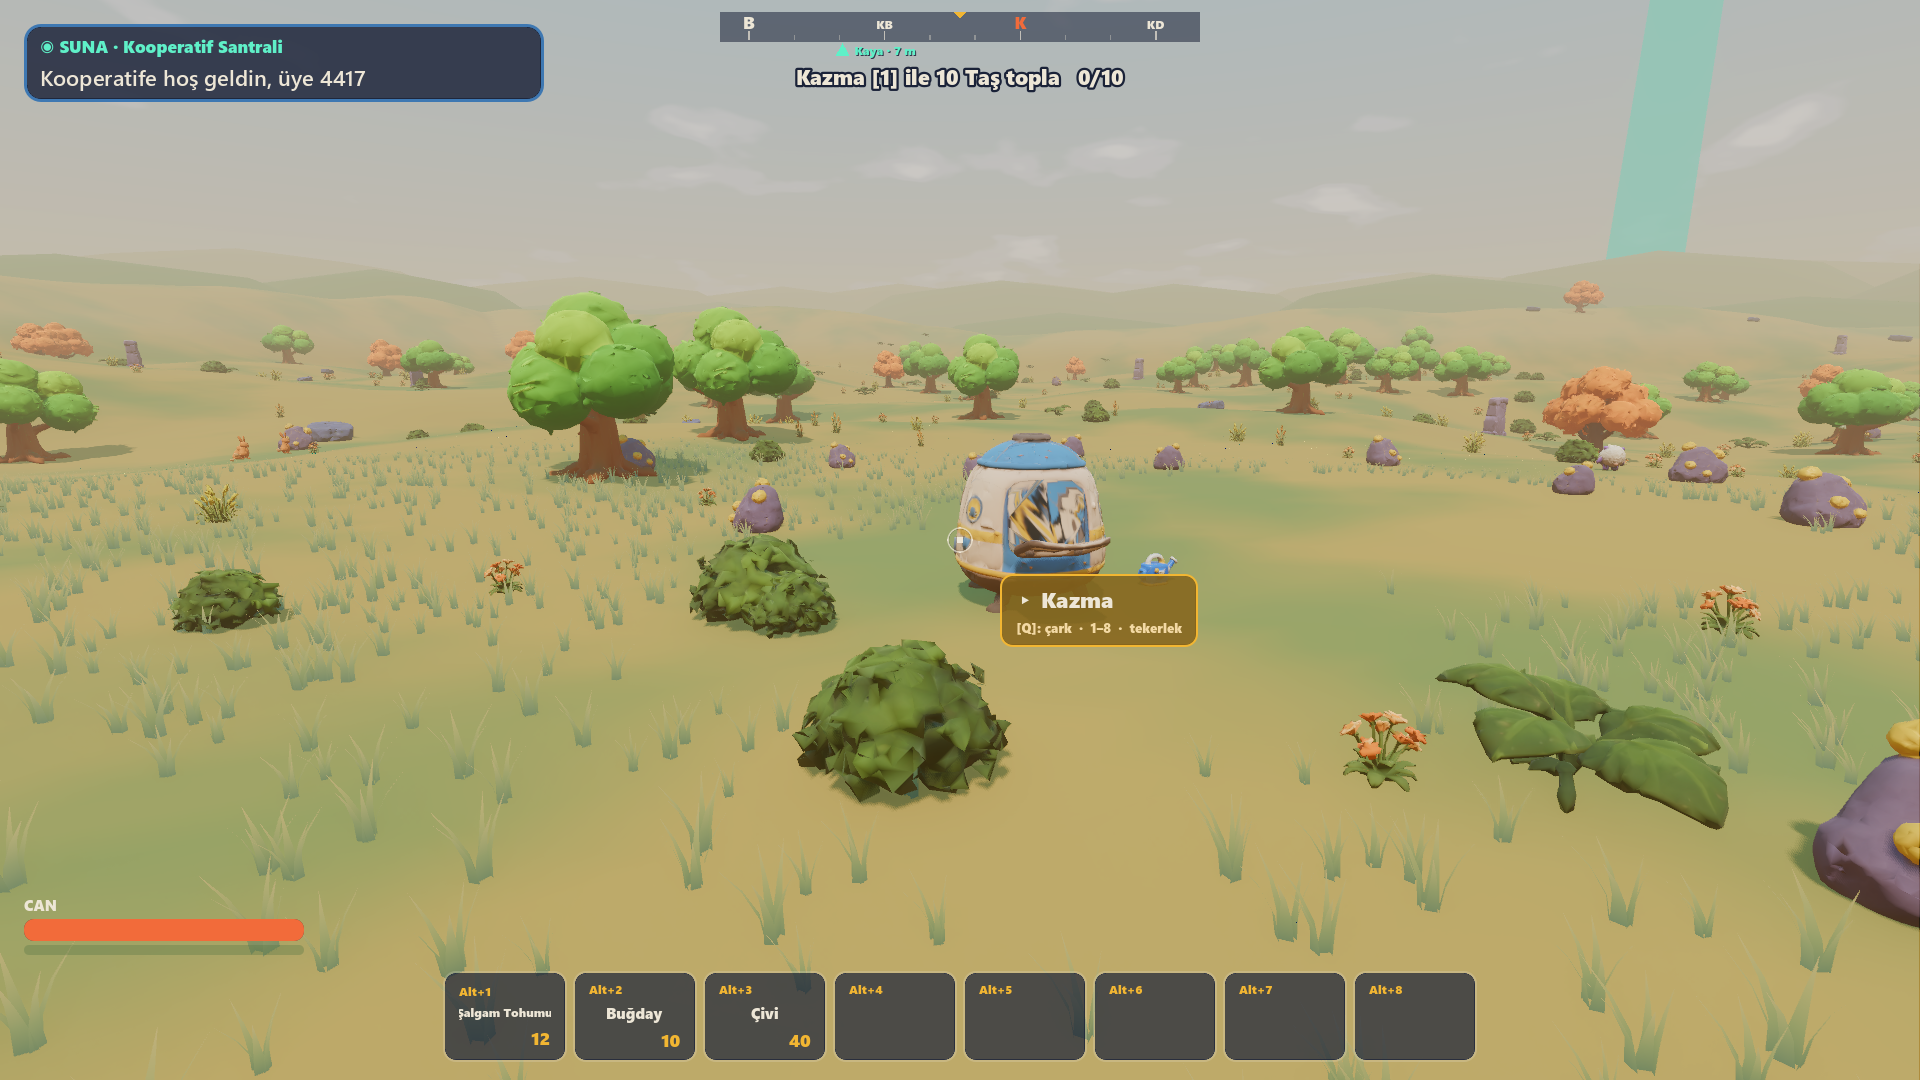 SUNA · Kooperatif Santrali
Kooperatife hoş geldin, üye 4417
B KB K KD
Kaya · 7 m
Kazma [1] ile 10 Taş topla 0/10
Kazma
[Q]: çark · 1–8 · tekerlek
CAN
Alt+1 Alt+2 Alt+3 Alt+4 Alt+5 Alt+6 Alt+7 Alt+8
Şalgam Tohumu Buğday Çivi
12 10 40